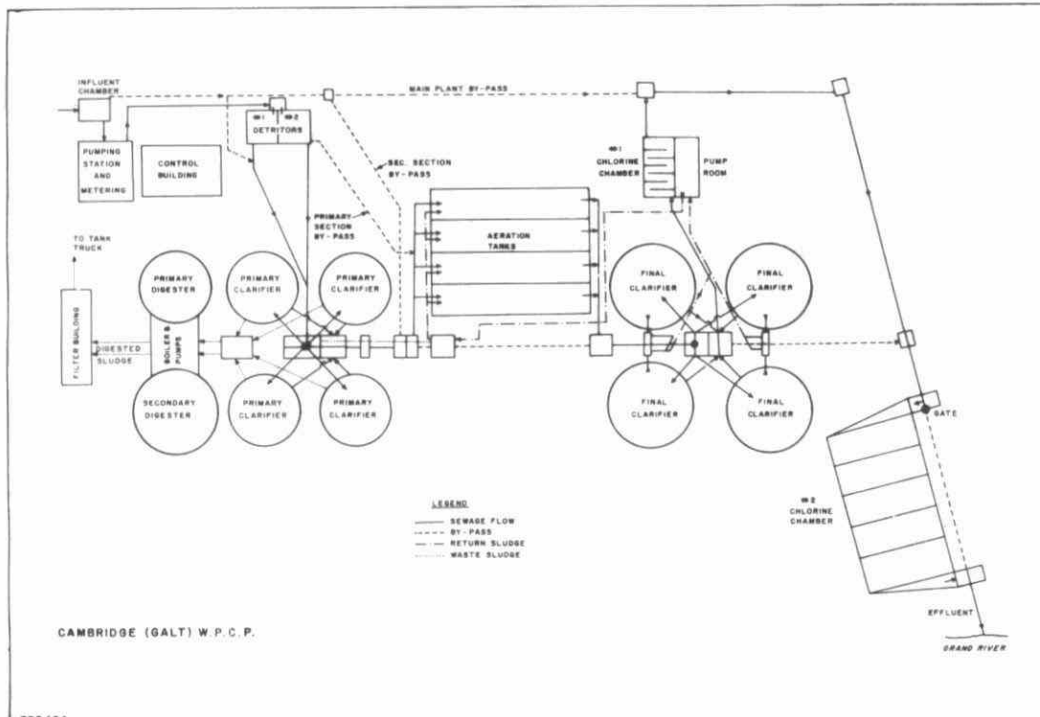 INFLUENT
CHAMBER
MAIN PLANT BY-PASS
#1 #2
DETRITORS
PUMPING
STATION
AND
METERING
CONTROL
BUILDING
SEC. SECTION
BY-PASS
#1
CHLORINE
CHAMBER
PUMP
ROOM
PRIMARY
SECTION
BY-PASS
AERATION
TANKS
TO TANK
TRUCK
PRIMARY
DIGESTER
PRIMARY
CLARIFIER
PRIMARY
CLARIFIER
FINAL
CLARIFIER
FINAL
CLARIFIER
FILTER BUILDING
DIGESTED
SLUDGE
BOILER &
PUMPS
SECONDARY
DIGESTER
PRIMARY
CLARIFIER
PRIMARY
CLARIFIER
FINAL
CLARIFIER
FINAL
CLARIFIER
GATE
#2
CHLORINE
CHAMBER
LEGEND
SEWAGE FLOW
BY-PASS
RETURN SLUDGE
WASTE SLUDGE
EFFLUENT
GRAND RIVER
CAMBRIDGE (GALT) W.P.C.P.